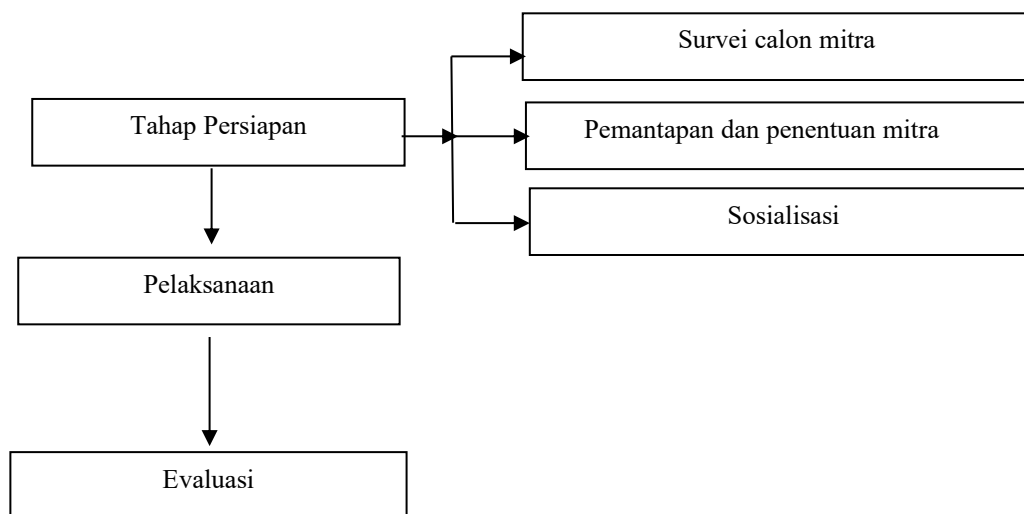 Survei calon mitra
Tahap Persiapan
Pemantapan dan penentuan mitra
Sosialisasi
Pelaksanaan
Evaluasi